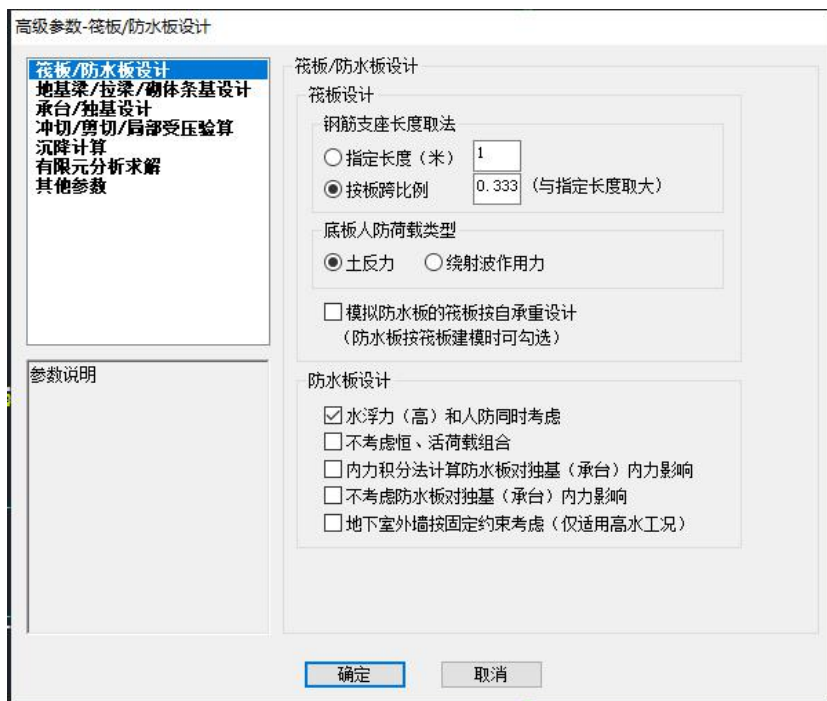 高级参数-筏板/防水板设计
筏板/防水板设计
地基梁/拉梁/砌体条基设计
承台/独基设计
冲切/剪切/局部受压验算
沉降计算
有限元分析求解
其他参数
参数说明
筏板/防水板设计
筏板设计
钢筋支座长度取法
指定长度（米） 1
按板跨比例 0.333 (与指定长度取大)
底板人防荷载类型
土反力 绕射波作用力
模拟防水板的筏板按自承重设计
(防水板按筏板建模时可勾选)
防水板设计
水浮力（高）和人防同时考虑
不考虑恒、活荷载组合
内力积分法计算防水板对独基（承台）内力影响
不考虑防水板对独基（承台）内力影响
地下室外墙按固定约束考虑（仅适用高水工况）
确定 取消